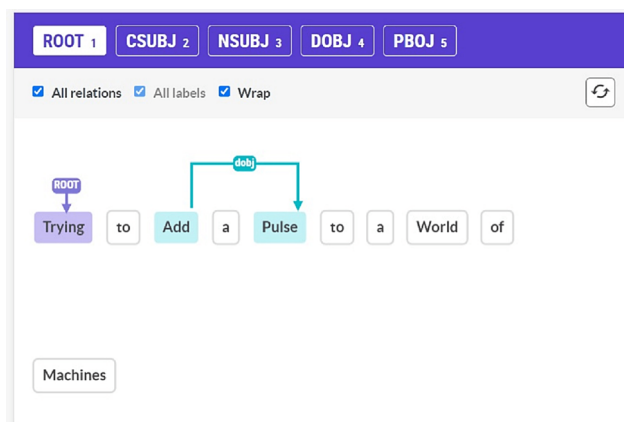 ROOT 1 CSUBJ 2 NSUBJ 3 DOBJ 4 PBOJ 5
All relations All labels Wrap
dobj
ROOT
Trying to Add a Pulse to a World of
Machines